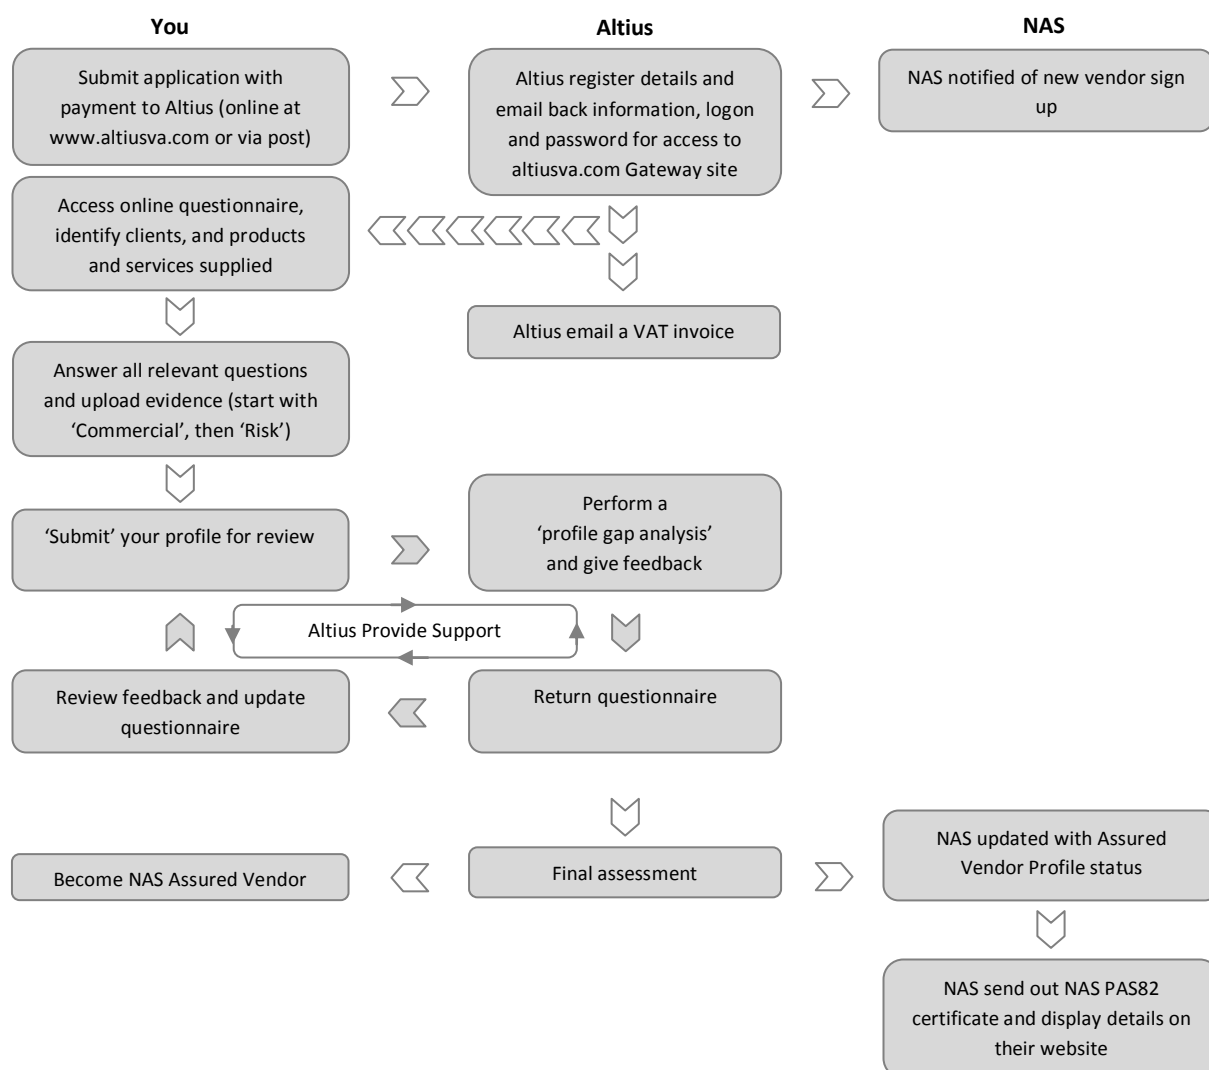 You
Altius
NAS
Submit application with
payment to Altius (online at
www.altiusva.com or via post)
Altius register details and
email back information, logon
and password for access to
altiusva.com Gateway site
NAS notified of new vendor sign
up
Access online questionnaire,
identify clients, and products
and services supplied
Altius email a VAT invoice
Answer all relevant questions
and upload evidence (start with
‘Commercial’, then ‘Risk’)
‘Submit’ your profile for review
Perform a
‘profile gap analysis’
and give feedback
Altius Provide Support
Review feedback and update
questionnaire
Return questionnaire
Become NAS Assured Vendor
Final assessment
NAS updated with Assured
Vendor Profile status
NAS send out NAS PAS82
certificate and display details on
their website